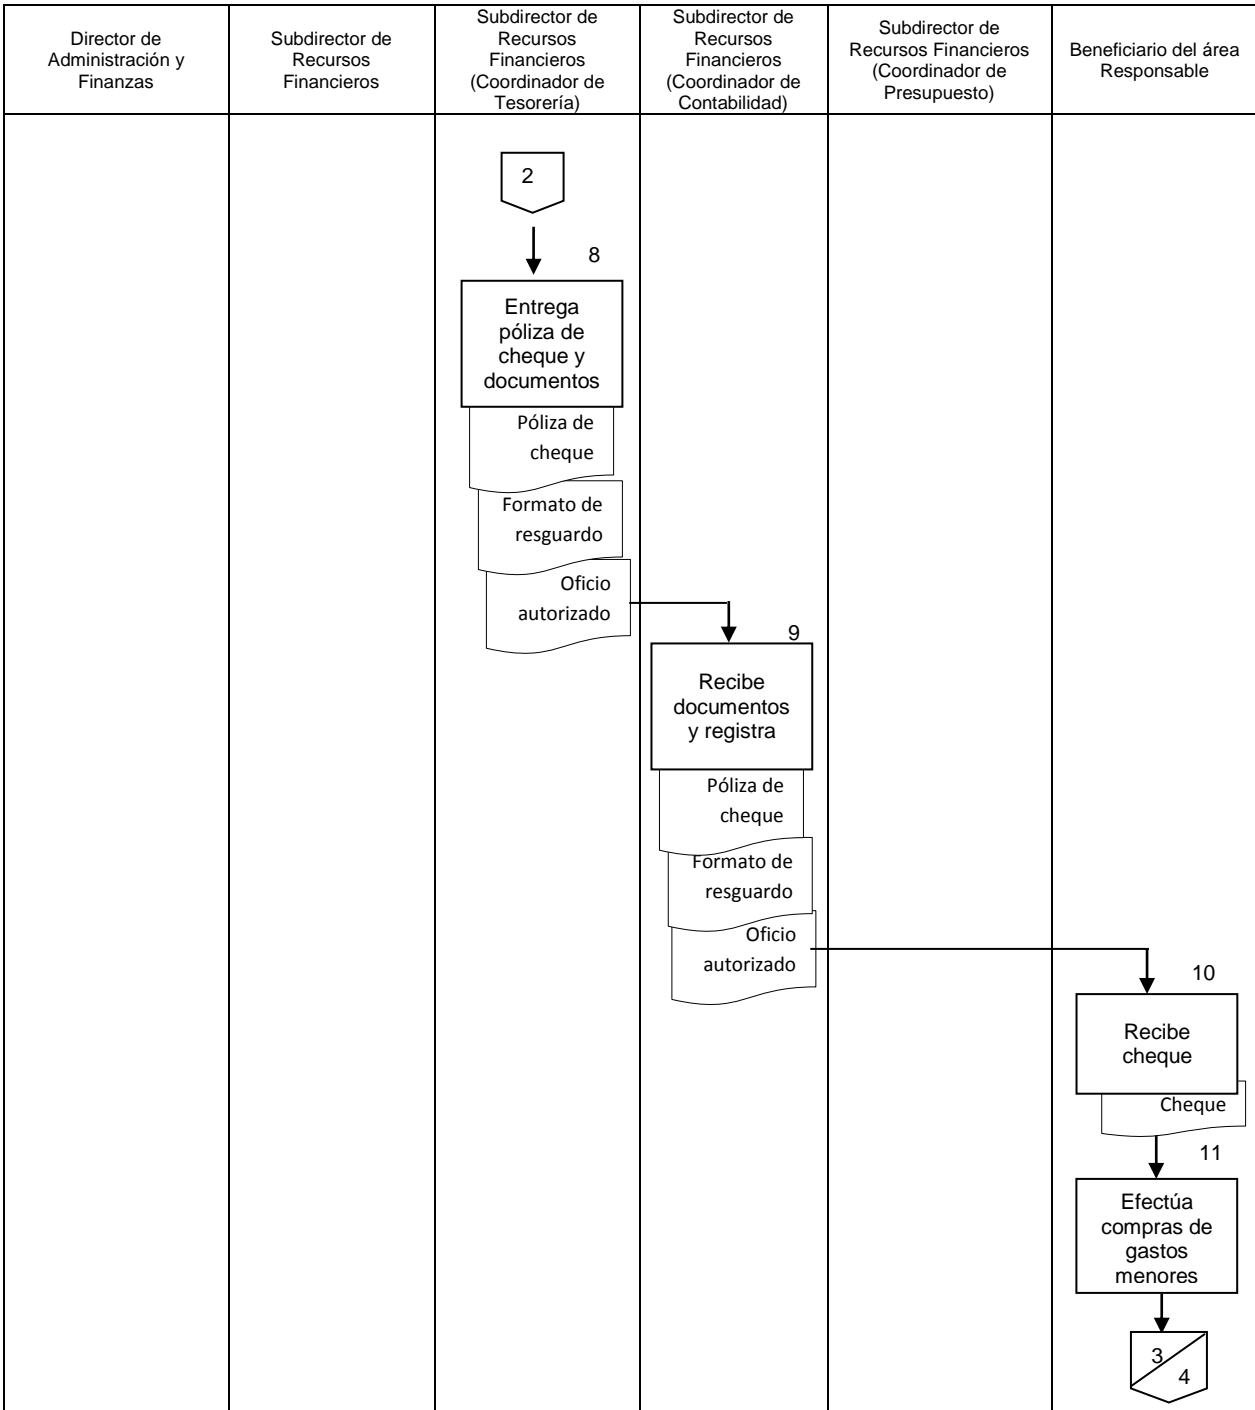 Director de
Administración y
Finanzas
Subdirector de
Recursos
Financieros
Subdirector de
Recursos
Financieros
(Coordinador de
Tesorería)
Subdirector de
Recursos
Financieros
(Coordinador de
Contabilidad)
Subdirector de
Recursos Financieros
(Coordinador de
Presupuesto)
Beneficiario del área
Responsable
2
8
Entrega
póliza de
cheque y
documentos
Póliza de
cheque
Formato de
resguardo
Oficio
autorizado
9
Recibe
documentos
y registra
Póliza de
cheque
Formato de
resguardo
Oficio
autorizado
10
Recibe
cheque
Cheque
11
Efectúa
compras de
gastos
menores
3
4